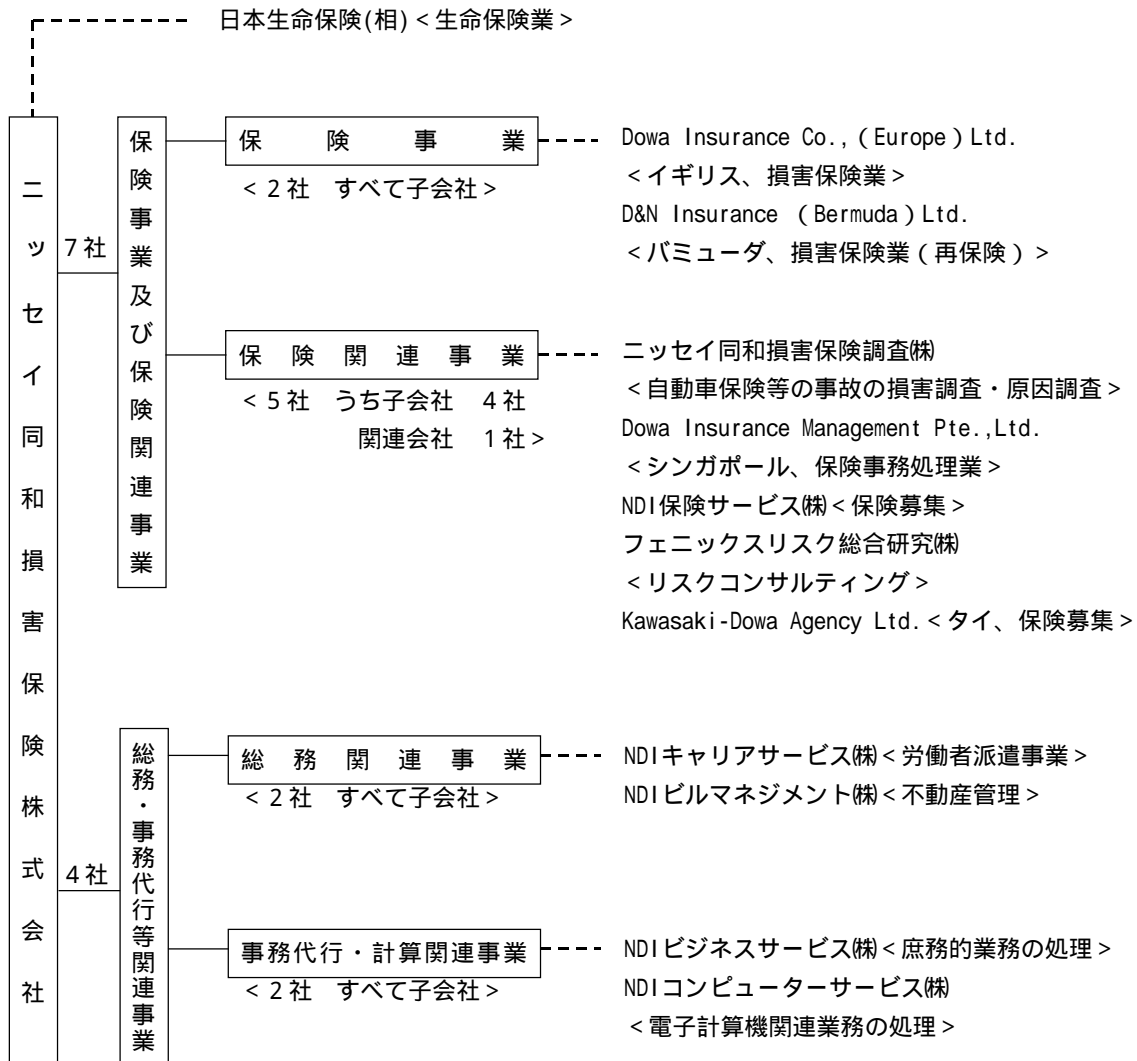 日本生命保険(相)<生命保険業>
ニッセイ同和損害保険株式会社
7社
保険事業及び保険関連事業
保険事業
<2社 すべて子会社>
Dowa Insurance Co.,(Europe)Ltd.
<イギリス、損害保険業>
D&N Insurance (Bermuda)Ltd.
<バミューダ、損害保険業(再保険)>
保険関連事業
<5社 うち子会社 4社
関連会社 1社>
ニッセイ同和損害保険調査㈱
<自動車保険等の事故の損害調査・原因調査>
Dowa Insurance Management Pte.,Ltd.
<シンガポール、保険事務処理業>
NDI保険サービス㈱<保険募集>
フェニックスリスク総合研究㈱
<リスクコンサルティング>
Kawasaki-Dowa Agency Ltd.<タイ、保険募集>
4社
総務・事務代行等関連事業
総務関連事業
<2社 すべて子会社>
NDIキャリアサービス㈱<労働者派遣事業>
NDIビルマネジメント㈱<不動産管理>
事務代行・計算関連事業
<2社 すべて子会社>
NDIビジネスサービス㈱<庶務的業務の処理>
NDIコンピューターサービス㈱
<電子計算機関連業務の処理>